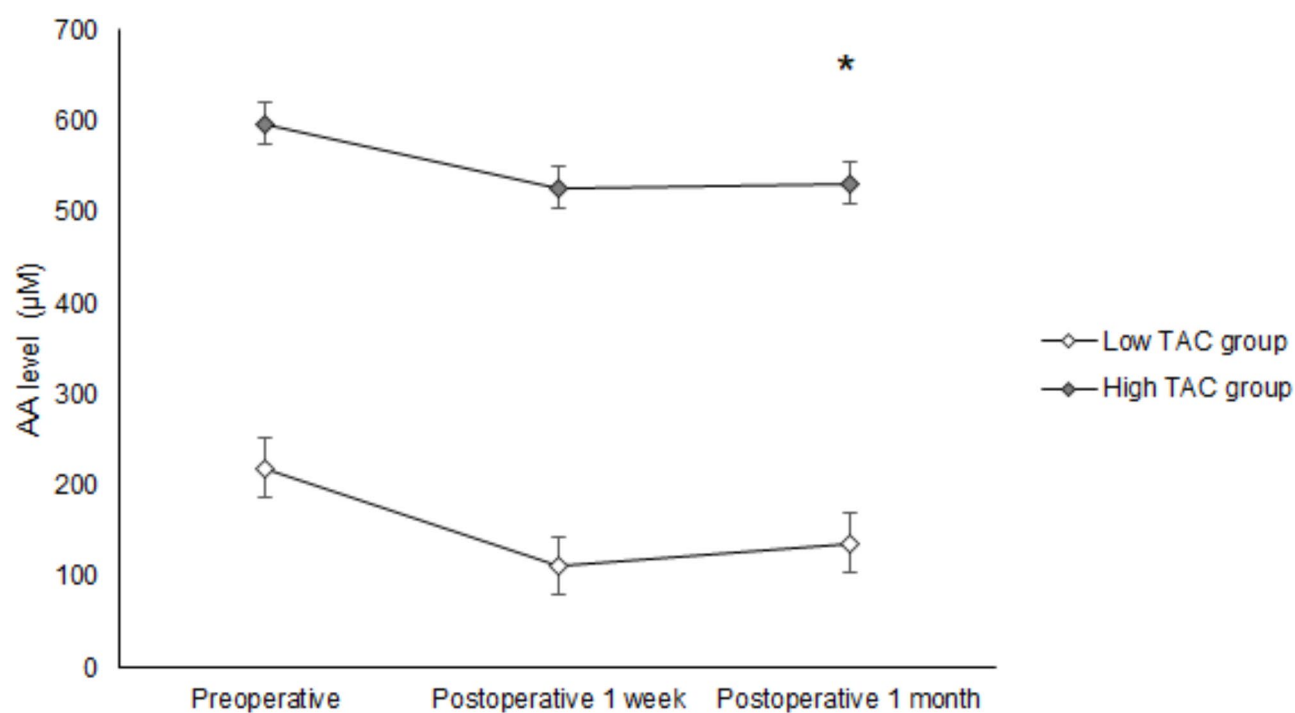 700
600
500
400
300
200
100
0
AA level (μM)
*
Low TAC group
High TAC group
Preoperative Postoperative 1 week Postoperative 1 month